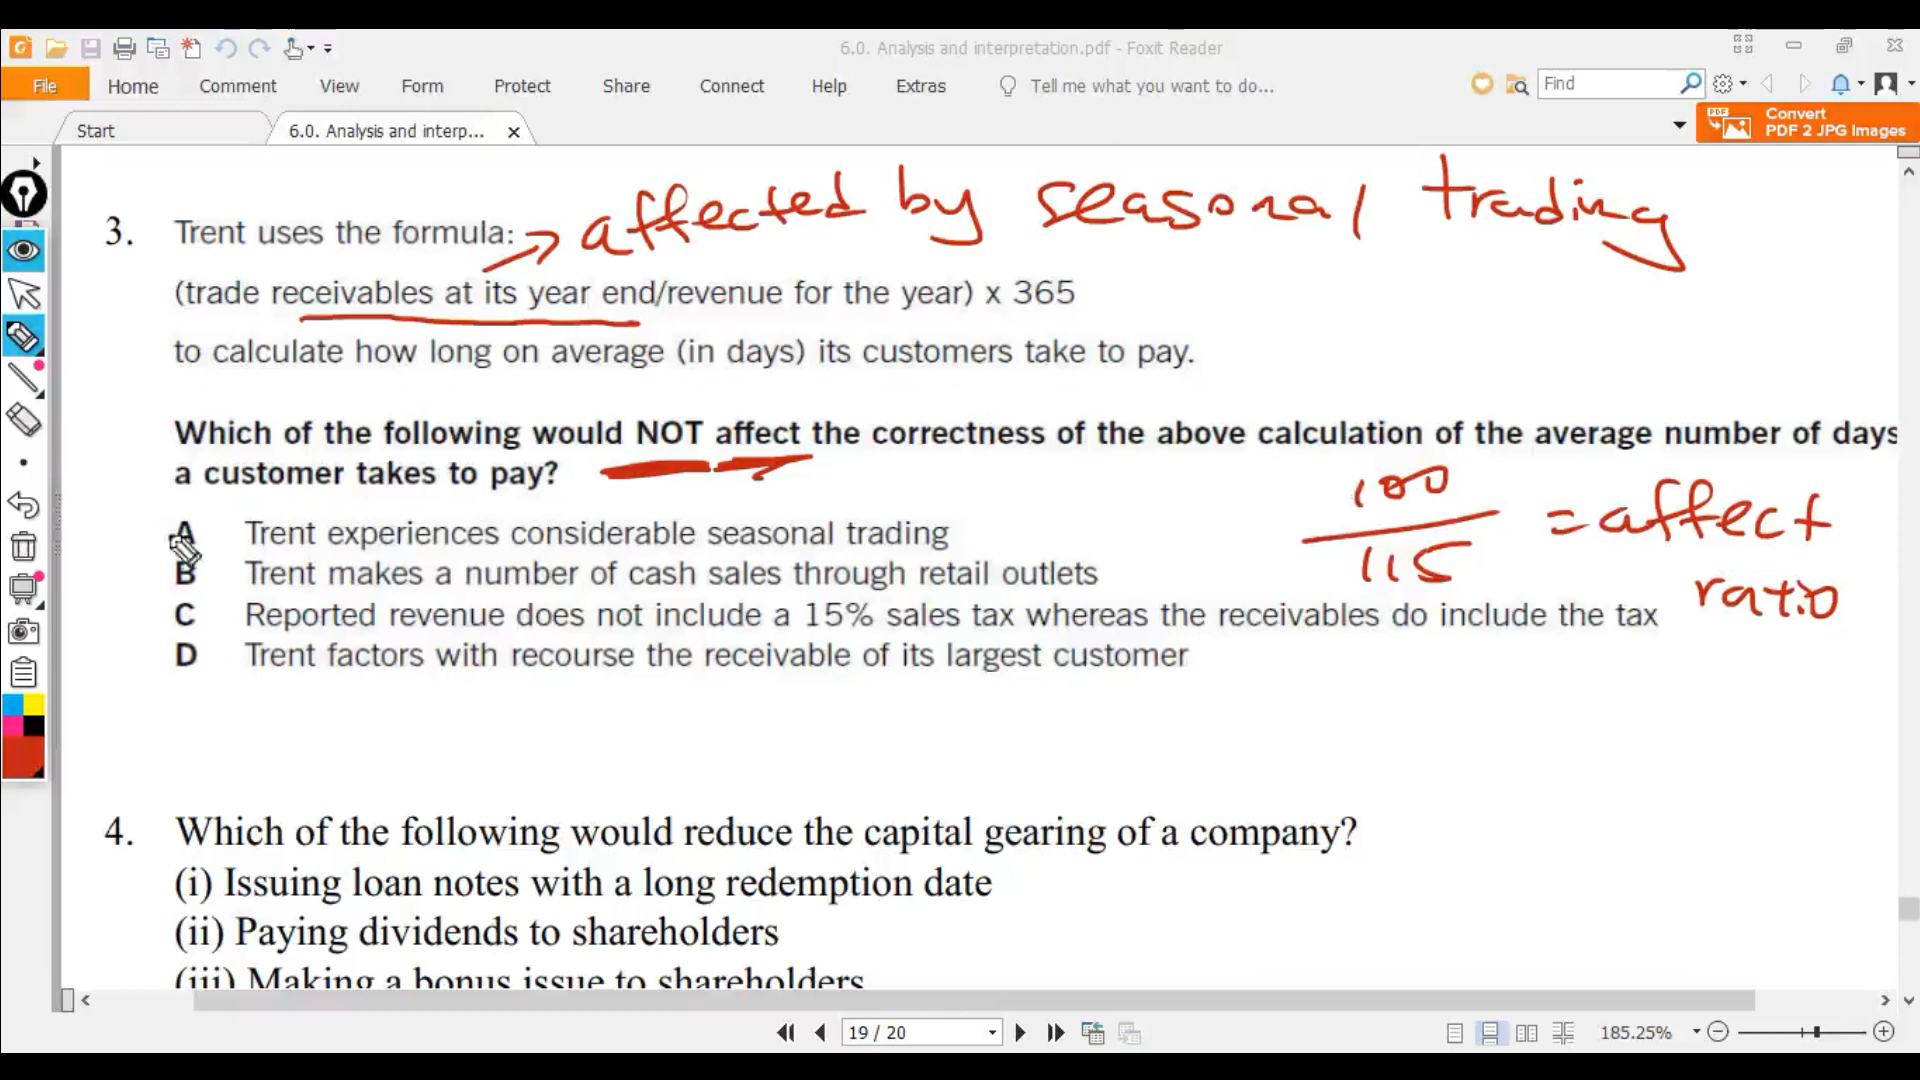 6.0. Analysis and interpretation.pdf - Foxit Reader
File Home Comment View Form Protect Share Connect Help Extras Tell me what you want to do... Find
Start 6.0. Analysis and interp... Convert
PDF 2 JPG Images
affected by seasonal trading
3. Trent uses the formula:
(trade receivables at its year end/revenue for the year) x 365
to calculate how long on average (in days) its customers take to pay.
Which of the following would NOT affect the correctness of the above calculation of the average number of days
a customer takes to pay?
100
115
= affect
ratio
A Trent experiences considerable seasonal trading
B Trent makes a number of cash sales through retail outlets
C Reported revenue does not include a 15% sales tax whereas the receivables do include the tax
D Trent factors with recourse the receivable of its largest customer
4. Which of the following would reduce the capital gearing of a company?
(i) Issuing loan notes with a long redemption date
(ii) Paying dividends to shareholders
(iii) Making a bonus issue to shareholders
19 / 20 185.25%